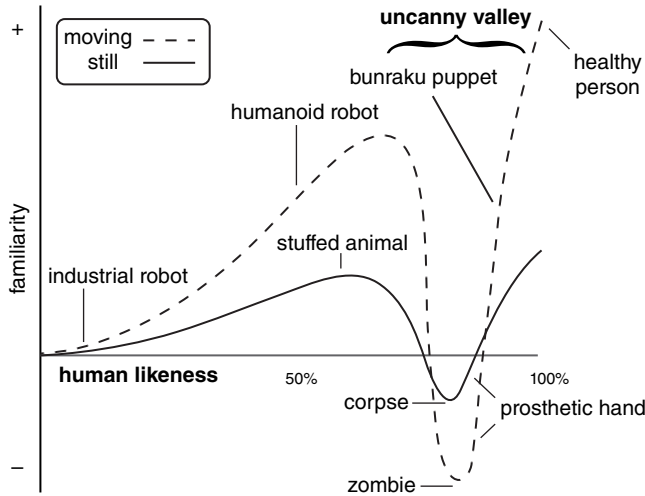 +
uncanny valley
moving
still
healthy
person
bunraku puppet
humanoid robot
stuffed animal
familiarity
industrial robot
human likeness
50%
100%
corpse
prosthetic hand
–
zombie